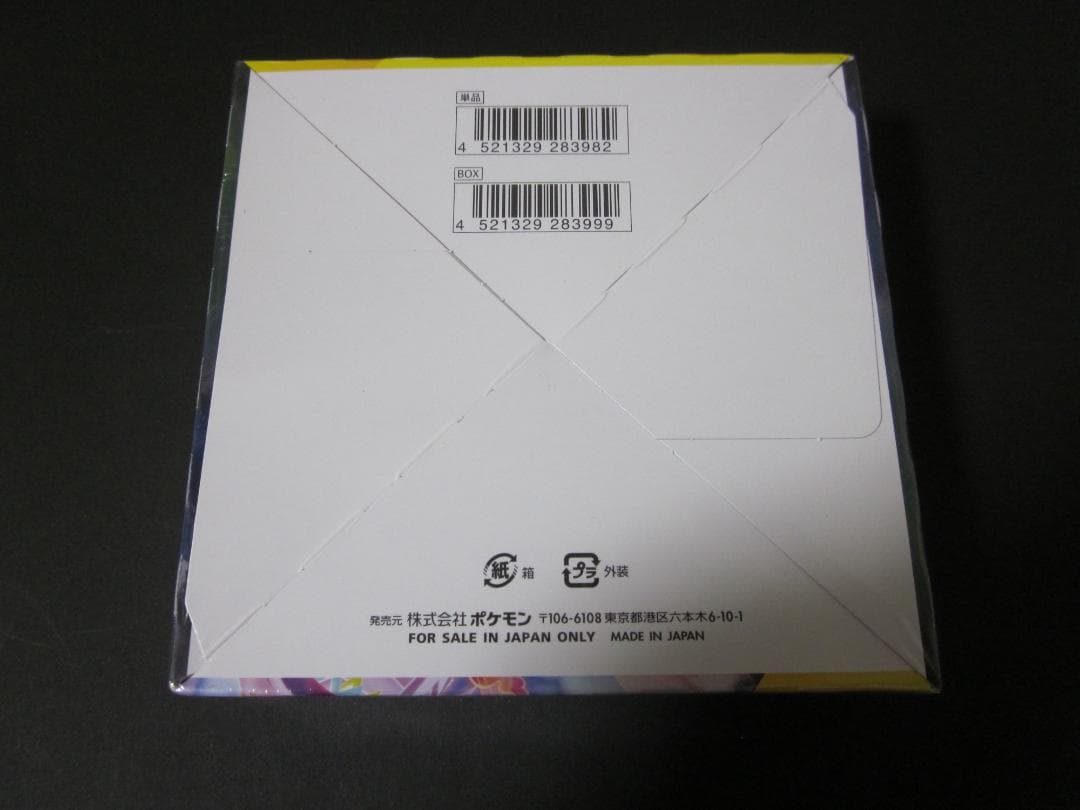 単品
4 521329 283982
BOX
4 521329 283999
紙 箱 プラ 外装
発売元 株式会社 ポケモン 〒106-6108 東京都港区六本木6-10-1
FOR SALE IN JAPAN ONLY MADE IN JAPAN